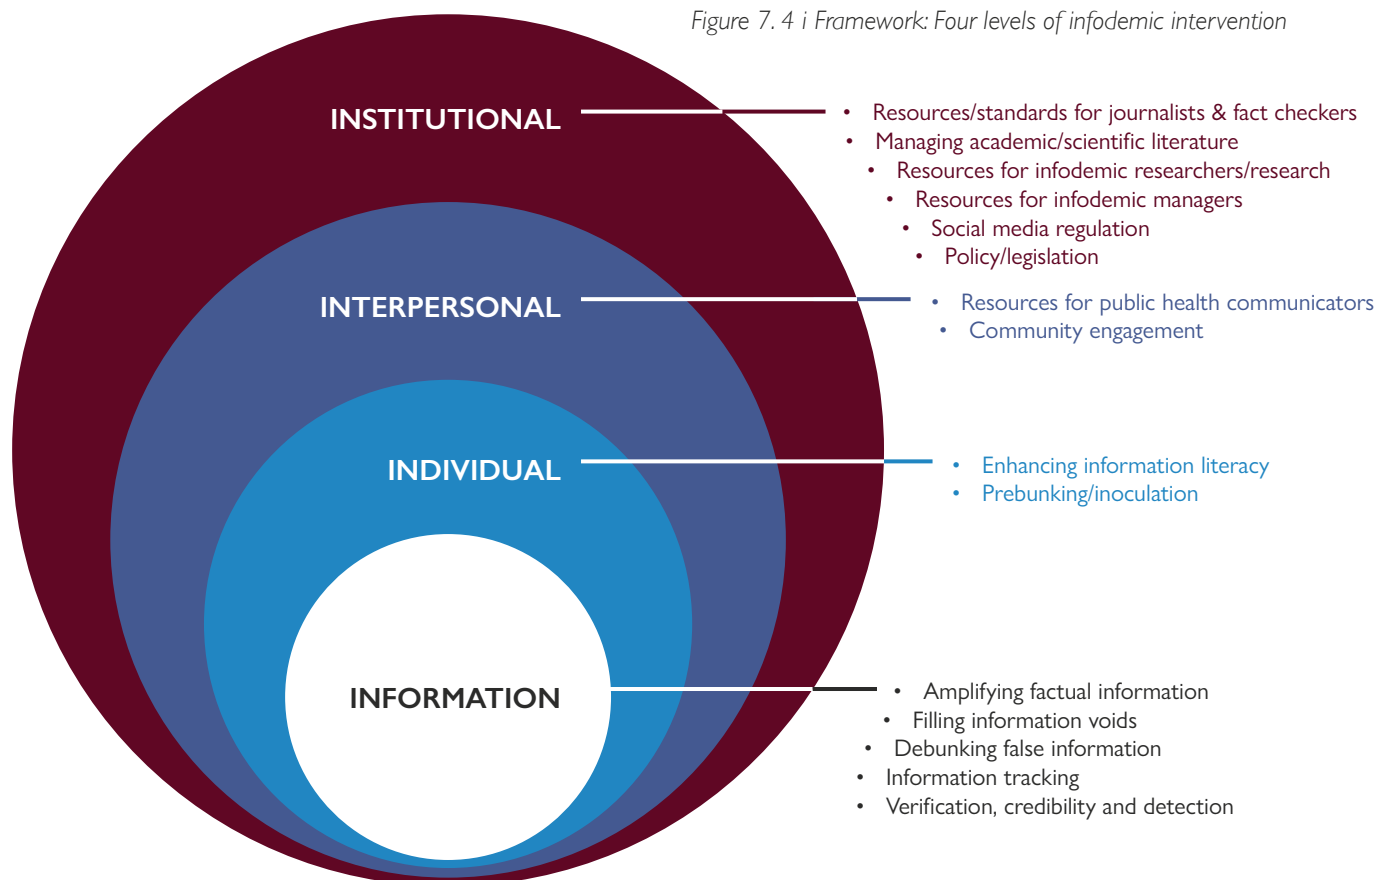 Figure 7. 4 i Framework: Four levels of infodemic intervention
INSTITUTIONAL
• Resources/standards for journalists & fact checkers
• Managing academic/scientific literature
• Resources for infodemic researchers/research
• Resources for infodemic managers
• Social media regulation
• Policy/legislation
INTERPERSONAL
• Resources for public health communicators
• Community engagement
INDIVIDUAL
• Enhancing information literacy
• Prebunking/inoculation
INFORMATION
• Amplifying factual information
• Filling information voids
• Debunking false information
• Information tracking
• Verification, credibility and detection